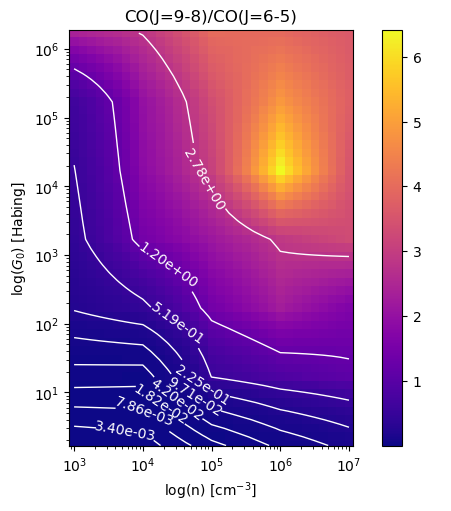 CO(J=9-8)/CO(J=6-5)
10⁶
10⁵
10⁴
10³
10²
10¹
log(G₀) [Habing]
2.78e+00
1.20e+00
5.19e-01
2.25e-01
9.71e-02
4.20e-02
1.82e-02
7.86e-03
3.40e-03
10³
10⁴
10⁵
10⁶
10⁷
log(n) [cm⁻³]
6
5
4
3
2
1